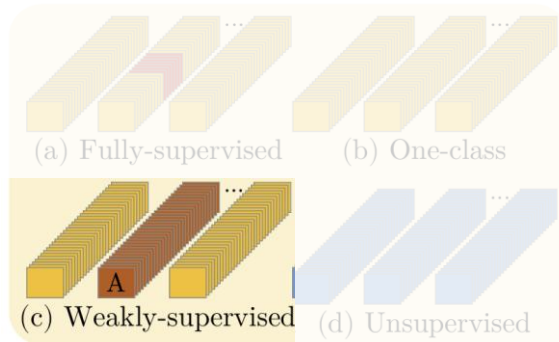 ...
...
(a) Fully-supervised
(b) One-class
...
...
A
(c) Weakly-supervised
(d) Unsupervised